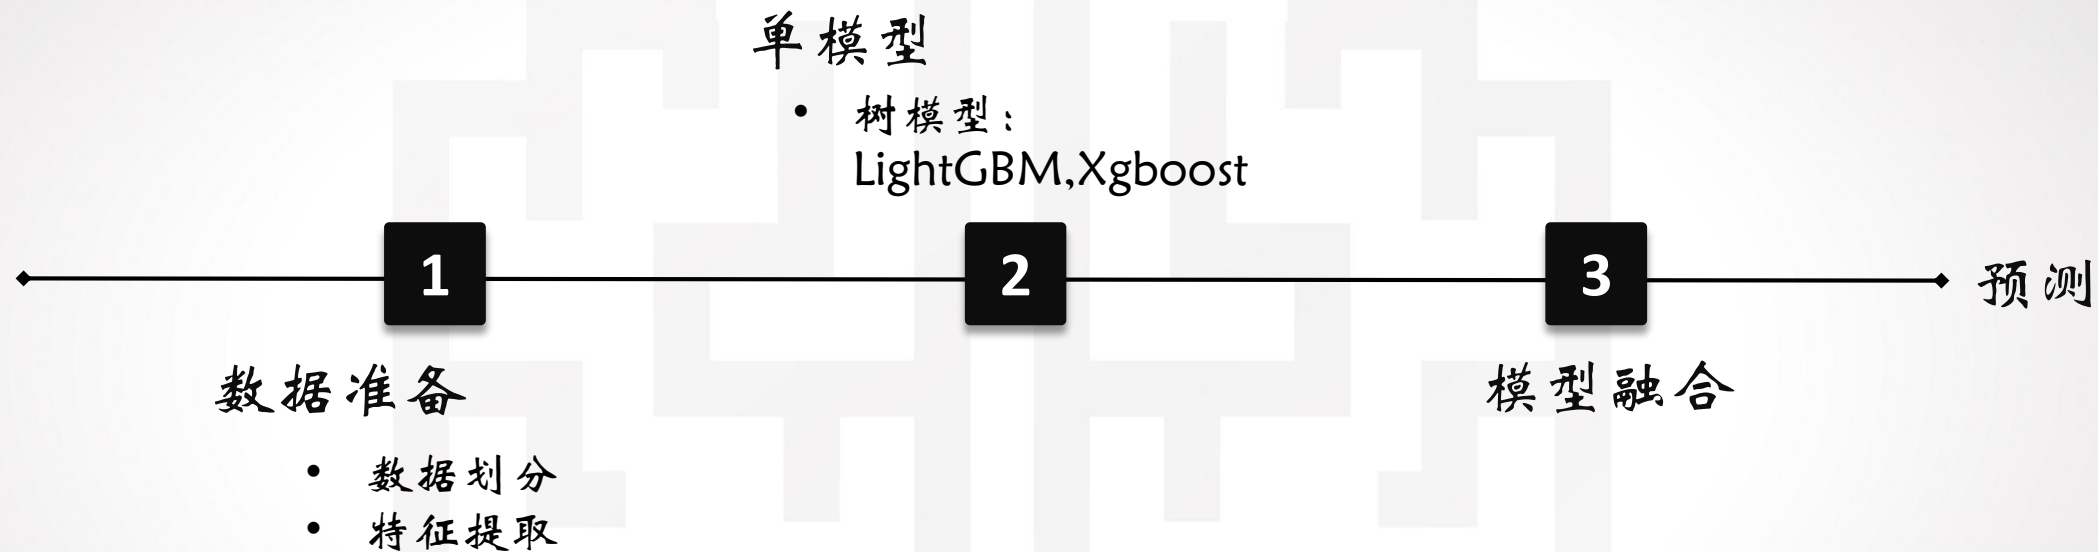 单模型
• 树模型：
LightGBM,Xgboost
1
2
3
预测
数据准备
• 数据划分
• 特征提取
模型融合